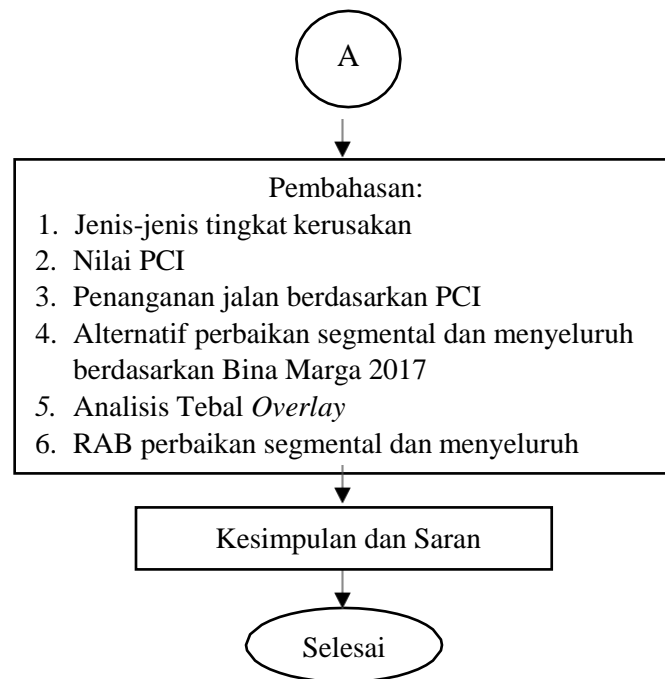 A
Pembahasan:
1. Jenis-jenis tingkat kerusakan
2. Nilai PCI
3. Penanganan jalan berdasarkan PCI
4. Alternatif perbaikan segmental dan menyeluruh
berdasarkan Bina Marga 2017
5. Analisis Tebal Overlay
6. RAB perbaikan segmental dan menyeluruh
Kesimpulan dan Saran
Selesai